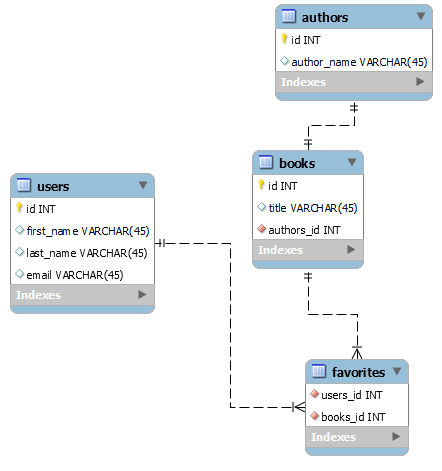 authors
id INT
author_name VARCHAR(45)
Indexes
books
id INT
title VARCHAR(45)
authors_id INT
Indexes
users
id INT
first_name VARCHAR(45)
last_name VARCHAR(45)
email VARCHAR(45)
Indexes
favorites
users_id INT
books_id INT
Indexes